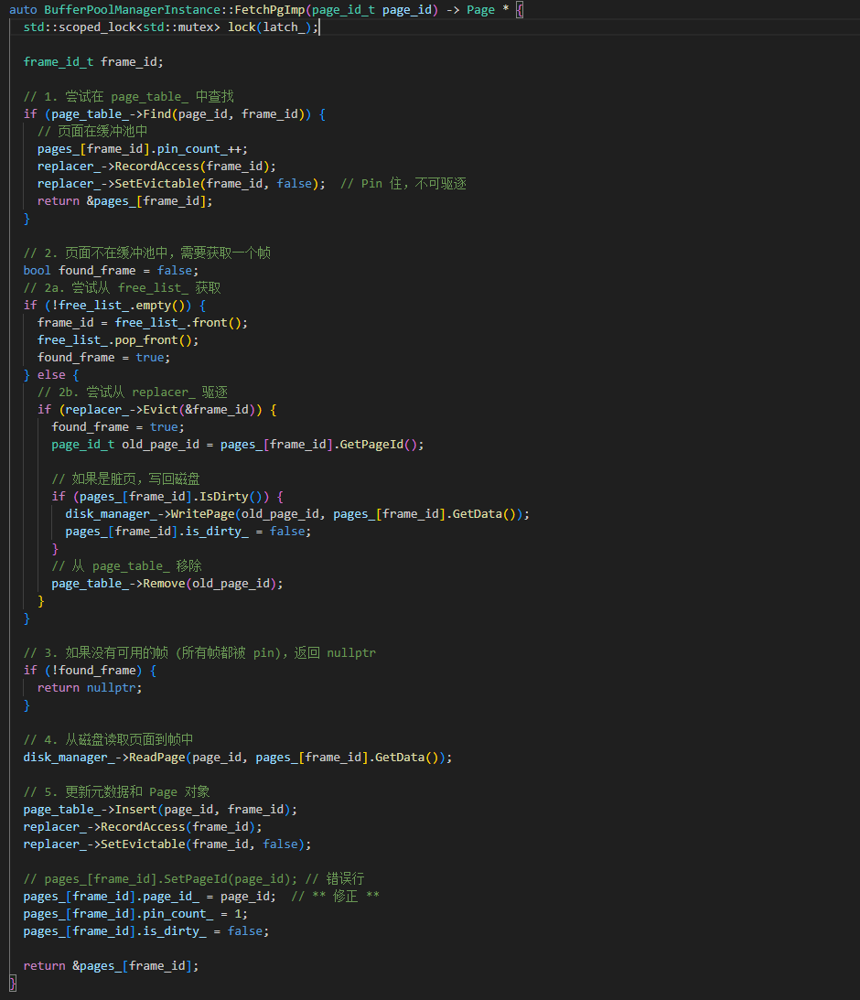 auto BufferPoolManagerInstance::FetchPgImp(page_id_t page_id) -> Page * {
  std::scoped_lock<std::mutex> lock(latch_);

  frame_id_t frame_id;

  // 1. 尝试在 page_table_ 中查找
  if (page_table_->Find(page_id, frame_id)) {
    // 页面在缓冲池中
    pages_[frame_id].pin_count_++;
    replacer_->RecordAccess(frame_id);
    replacer_->SetEvictable(frame_id, false);  // Pin 住，不可驱逐
    return &pages_[frame_id];
  }

  // 2. 页面不在缓冲池中，需要获取一个帧
  bool found_frame = false;
  // 2a. 尝试从 free_list_ 获取
  if (!free_list_.empty()) {
    frame_id = free_list_.front();
    free_list_.pop_front();
    found_frame = true;
  } else {
    // 2b. 尝试从 replacer_ 驱逐
    if (replacer_->Evict(&frame_id)) {
      found_frame = true;
      page_id_t old_page_id = pages_[frame_id].GetPageId();

      // 如果是脏页，写回磁盘
      if (pages_[frame_id].IsDirty()) {
        disk_manager_->WritePage(old_page_id, pages_[frame_id].GetData());
        pages_[frame_id].is_dirty_ = false;
      }
      // 从 page_table_ 移除
      page_table_->Remove(old_page_id);
    }
  }

  // 3. 如果没有可用的帧 (所有帧都被 pin)，返回 nullptr
  if (!found_frame) {
    return nullptr;
  }

  // 4. 从磁盘读取页面到帧中
  disk_manager_->ReadPage(page_id, pages_[frame_id].GetData());

  // 5. 更新元数据和 Page 对象
  page_table_->Insert(page_id, frame_id);
  replacer_->RecordAccess(frame_id);
  replacer_->SetEvictable(frame_id, false);

  // pages_[frame_id].SetPageId(page_id); // 错误行
  pages_[frame_id].page_id_ = page_id;  // ** 修正 **
  pages_[frame_id].pin_count_ = 1;
  pages_[frame_id].is_dirty_ = false;

  return &pages_[frame_id];
}